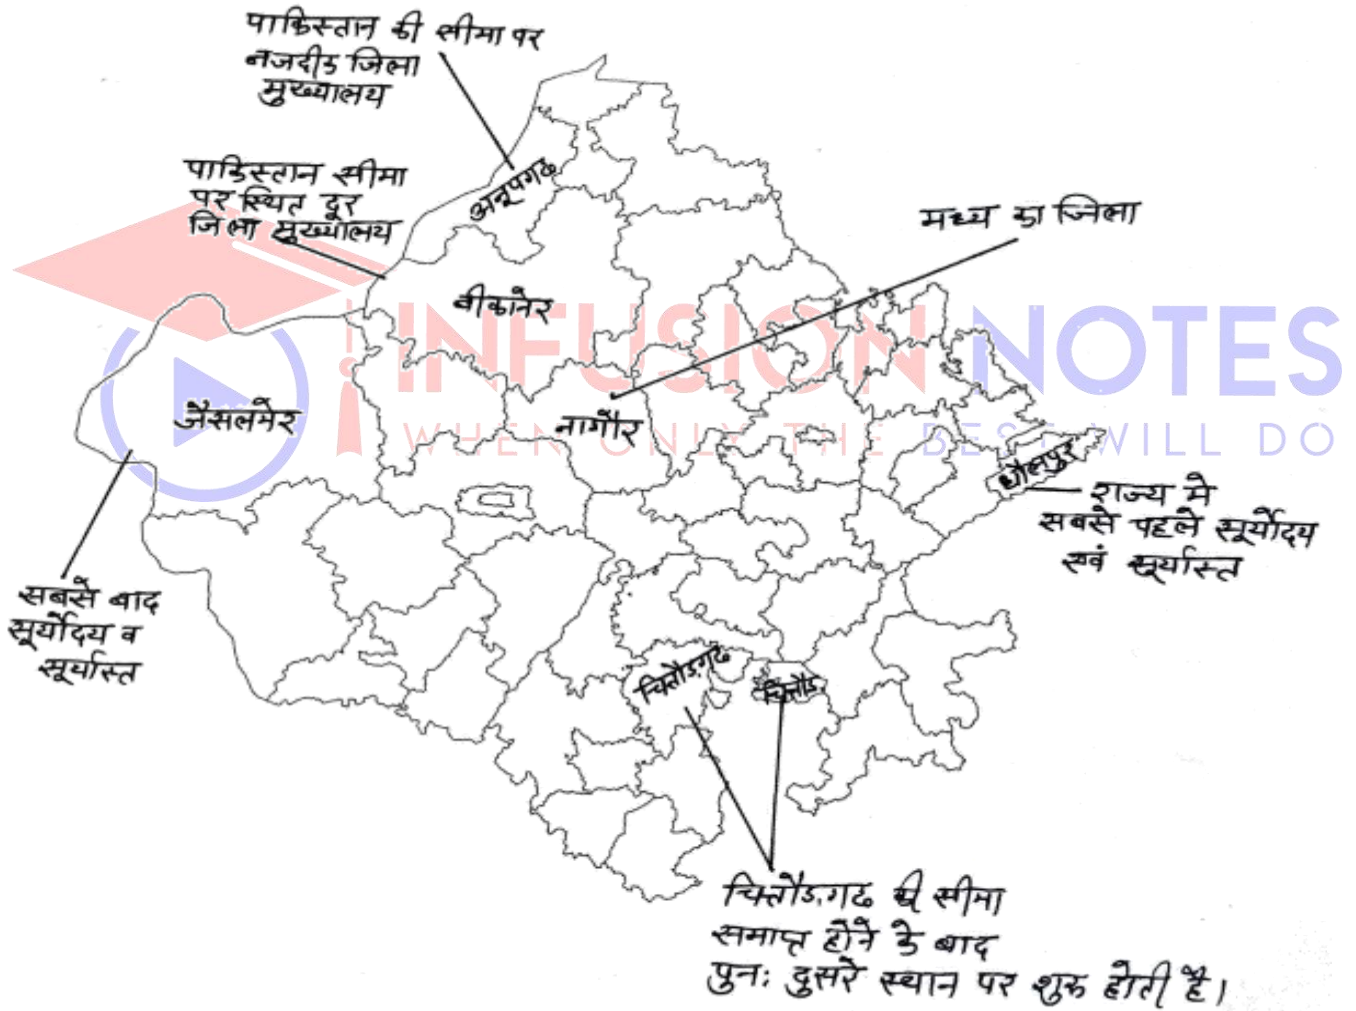 पाकिस्तान की सीमा पर
नजदीक जिला
मुख्यालय
पाकिस्तान सीमा
पर स्थित दूर
जिला मुख्यालय
अनूपगढ
मध्य का जिला
बीकानेर
INFUSION NOTES
WHEN ONLY THE BEST WILL DO
जैसलमेर
नागौर
धौलपुर
राज्य मे
सबसे पहले सूर्योदय
एवं सूर्यास्त
सबसे बाद
सूर्योदय व
सूर्यास्त
चित्तौड़गढ
चित्तौड़
चित्तौड़गढ की सीमा
समाप्त होने के बाद
पुनः दुसरे स्थान पर शुरू होती है।